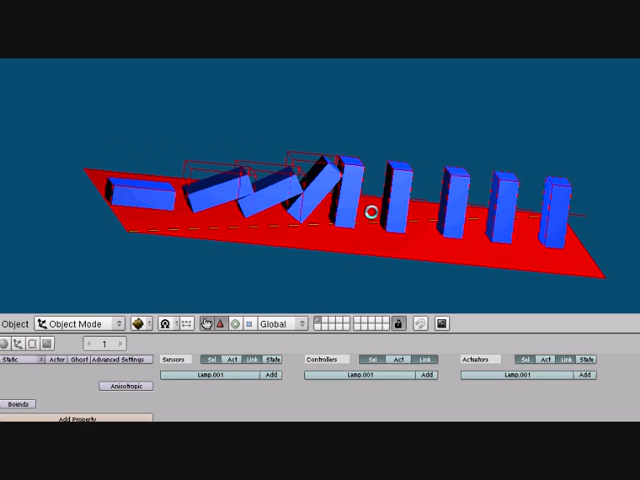 Object Object Mode Global
1
Static Actor Ghost Advanced Settings Sensors Sel Act Link State Controllers Sel Act Link Actuators Sel Act Link State
Lamp.001 Add Lamp.001 Add Lamp.001 Add
Anisotropic
Bounds
Add Property